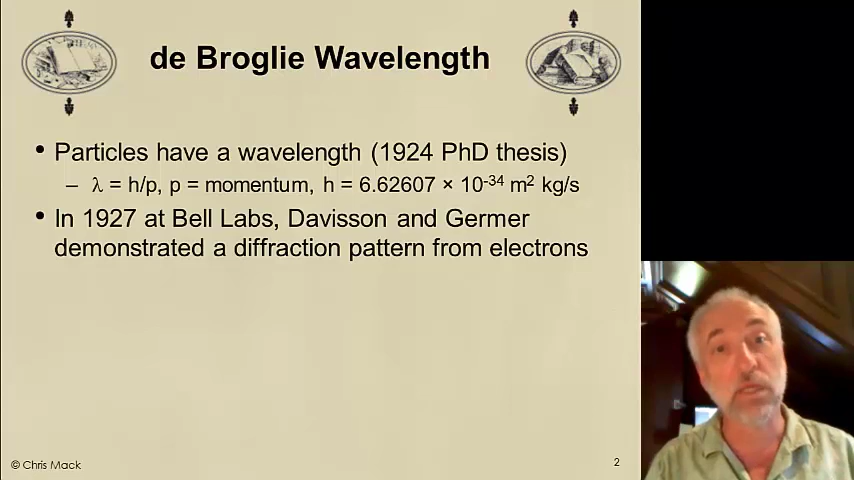 de Broglie Wavelength
• Particles have a wavelength (1924 PhD thesis)
– λ = h/p, p = momentum, h = 6.62607 × 10⁻³⁴ m² kg/s
• In 1927 at Bell Labs, Davisson and Germer
demonstrated a diffraction pattern from electrons
© Chris Mack
2